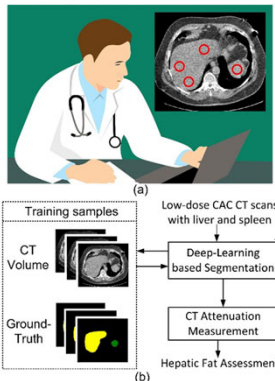 (a)
Training samples
CT
Volume
Ground-
Truth
Low-dose CAC CT scans
with liver and spleen
Deep-Learning
based Segmentation
CT Attenuation
Measurement
Hepatic Fat Assessment
(b)